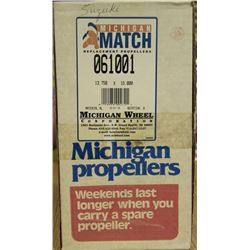 Suzuki
MICHIGAN
MATCH
REPLACEMENT PROPELLERS
061001
13.750 X 15.000
MICHIGAN WHEEL
CORPORATION
Michigan
propellers
Weekends last
longer when you
carry a spare
propeller.